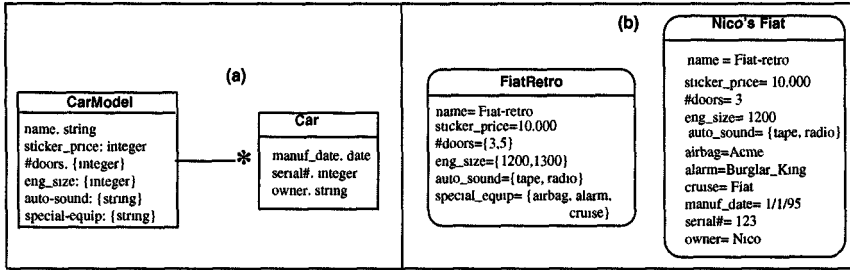 (a)
CarModel
name. string
sticker_price: integer
#doors. {integer}
eng_size: {integer}
auto-sound: {string}
special-equip: {string}
*
Car
manuf_date. date
serial#. integer
owner. string
(b)
FiatRetro
name= Fiat-retro
sticker_price=10.000
#doors={3,5}
eng_size={1200,1300}
auto_sound={tape, radio}
special_equip= {airbag, alarm,
cruise}
Nico's Fiat
name = Fiat-retro
sticker_price= 10,000
#doors= 3
eng_size= 1200
auto_sound= {tape, radio}
airbag=Acme
alarm=Burglar_King
cruise= Fiat
manuf_date= 1/1/95
serial#= 123
owner= Nico